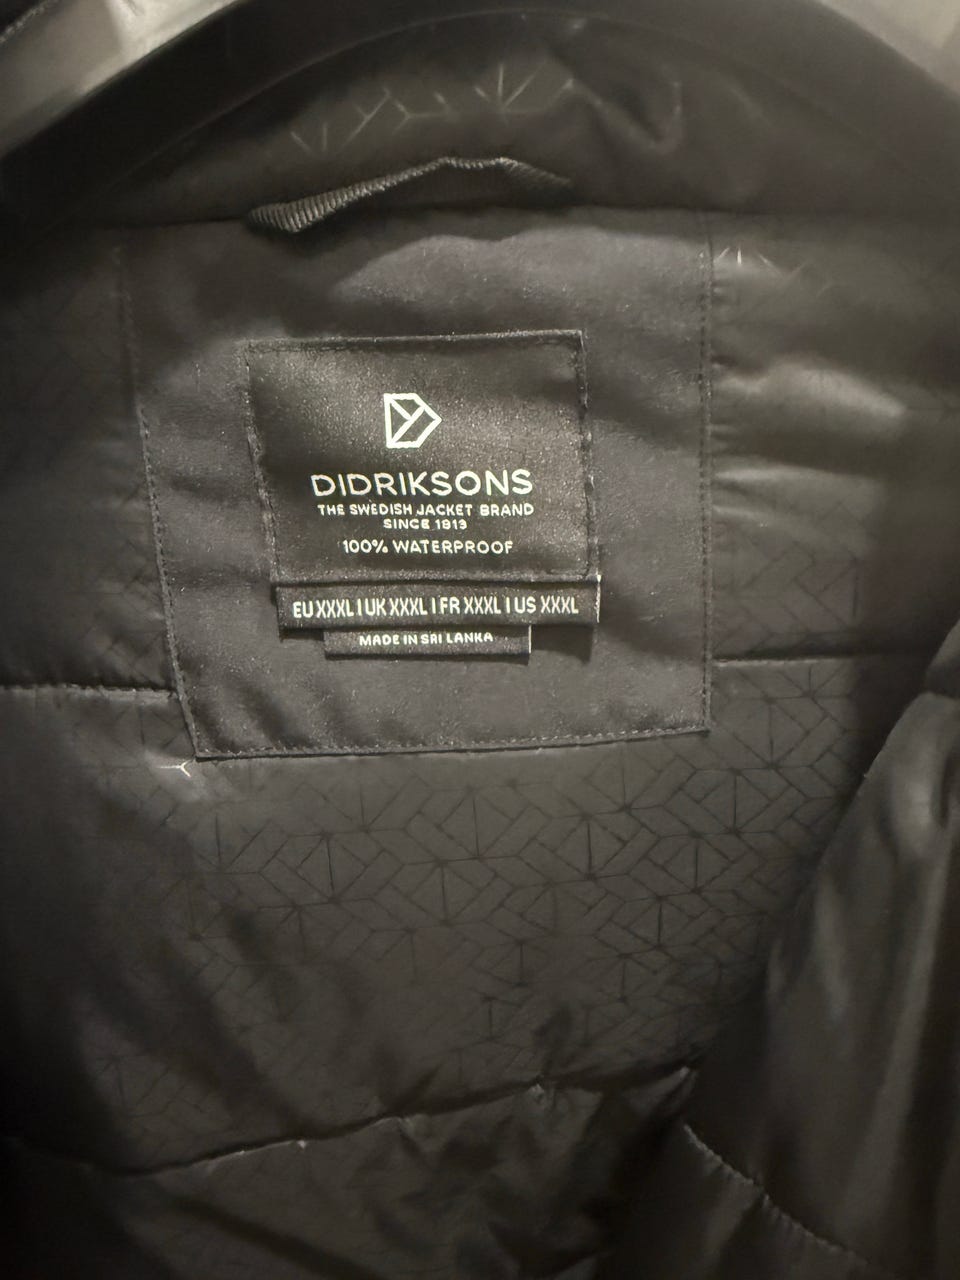 DIDRIKSONS
THE SWEDISH JACKET BRAND
SINCE 1913
100% WATERPROOF
EU XXXL I UK XXXL I FR XXXL I US XXXL
MADE IN SRI LANKA